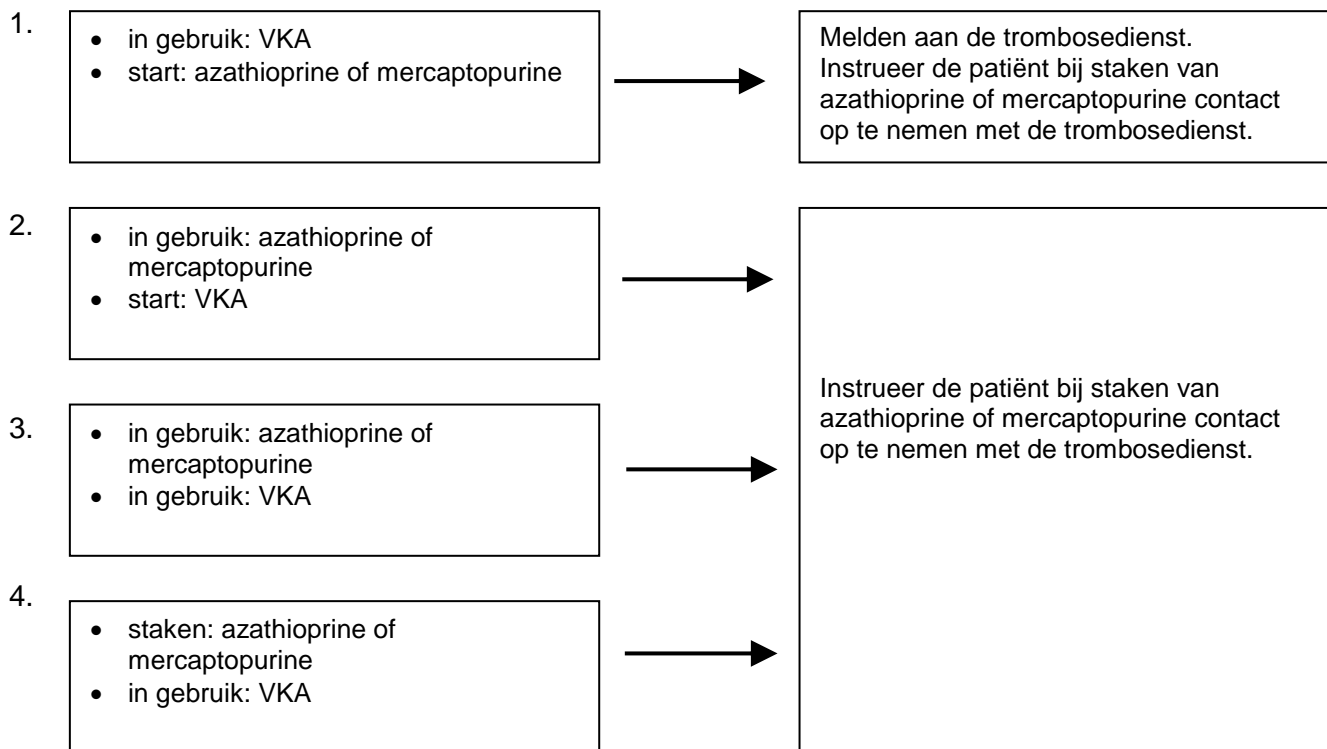 1.
• in gebruik: VKA
• start: azathioprine of mercaptopurine
Melden aan de trombosedienst.
Instrueer de patiënt bij staken van
azathioprine of mercaptopurine contact
op te nemen met de trombosedienst.
2.
• in gebruik: azathioprine of
mercaptopurine
• start: VKA
3.
• in gebruik: azathioprine of
mercaptopurine
• in gebruik: VKA
4.
• staken: azathioprine of
mercaptopurine
• in gebruik: VKA
Instrueer de patiënt bij staken van
azathioprine of mercaptopurine contact
op te nemen met de trombosedienst.